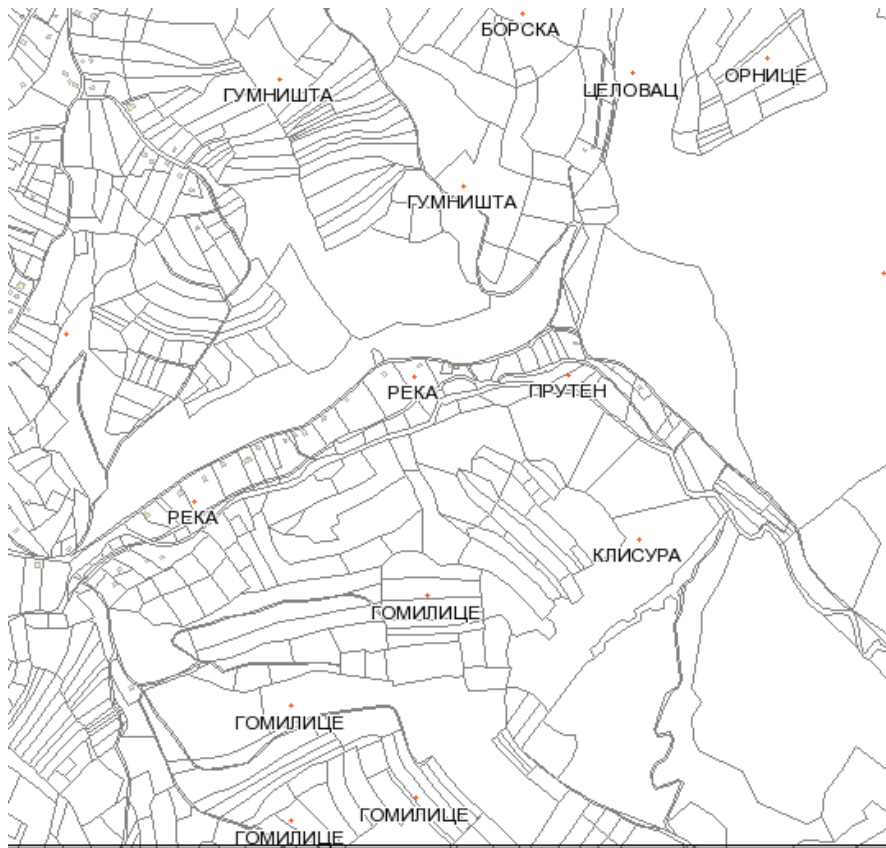 БОРСКА
ОРНИЦЕ
ЦЕЛОВАЦ
ГУМНИШТА
ГУМНИШТА
РЕКА
ПРУТЕН
РЕКА
КЛИСУРА
ГОМИЛИЦЕ
ГОМИЛИЦЕ
ГОМИЛИЦЕ
ГОМИЛИЦЕ